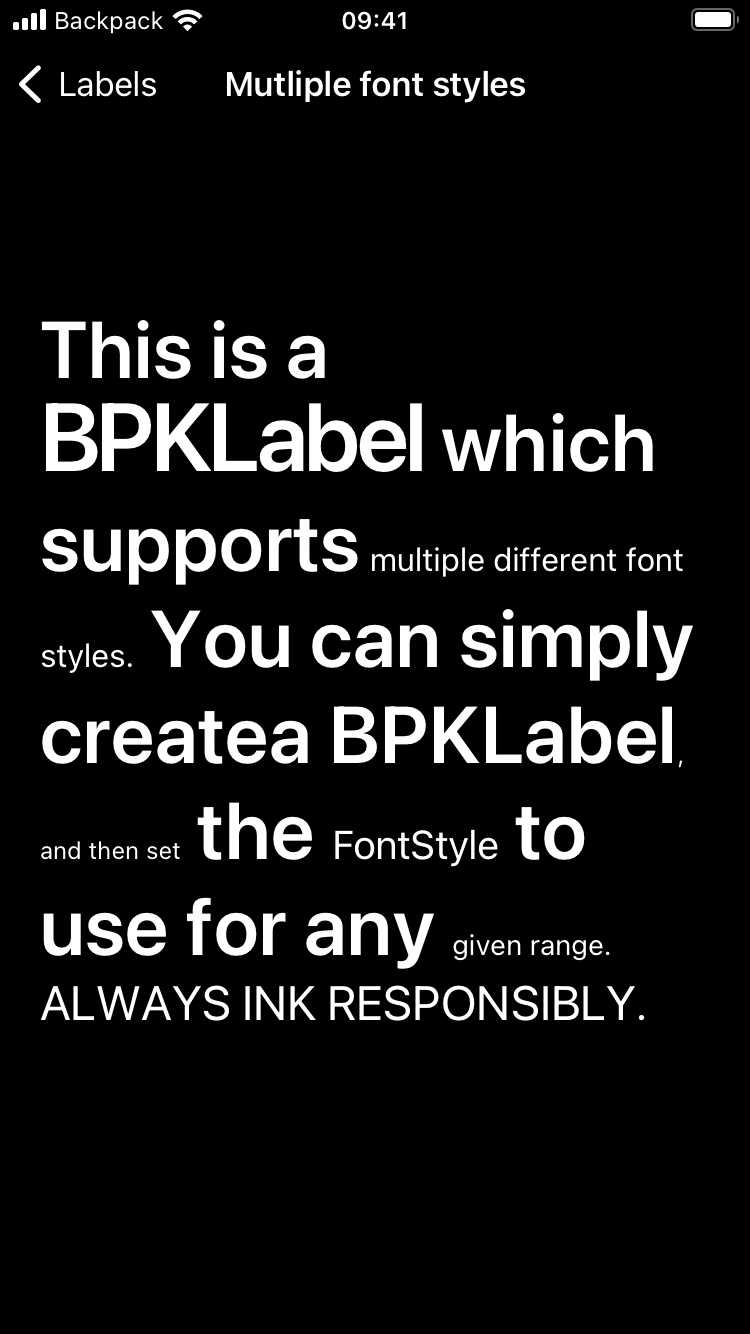 Backpack 09:41
Labels Mutliple font styles
This is a
BPKLabel which
supports multiple different font
styles. You can simply
createa BPKLabel,
and then set the FontStyle to
use for any given range.
ALWAYS INK RESPONSIBLY.